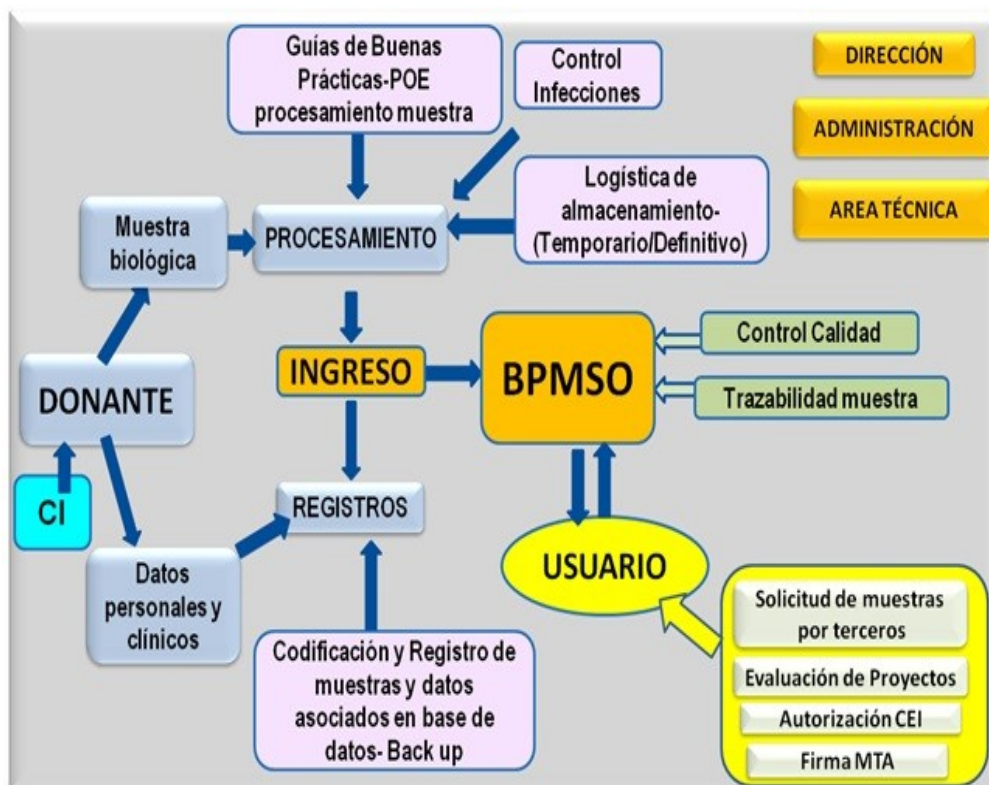 Guías de Buenas
Prácticas-POE
procesamiento muestra
Control
Infecciones
DIRECCIÓN
ADMINISTRACIÓN
AREA TÉCNICA
Logística de
almacenamiento-
(Temporario/Definitivo)
Muestra
biológica
PROCESAMIENTO
INGRESO
BPMSO
Control Calidad
Trazabilidad muestra
DONANTE
CI
REGISTROS
Datos
personales y
clínicos
USUARIO
Codificación y Registro de
muestras y datos
asociados en base de
datos- Back up
Solicitud de muestras
por terceros
Evaluación de Proyectos
Autorización CEI
Firma MTA